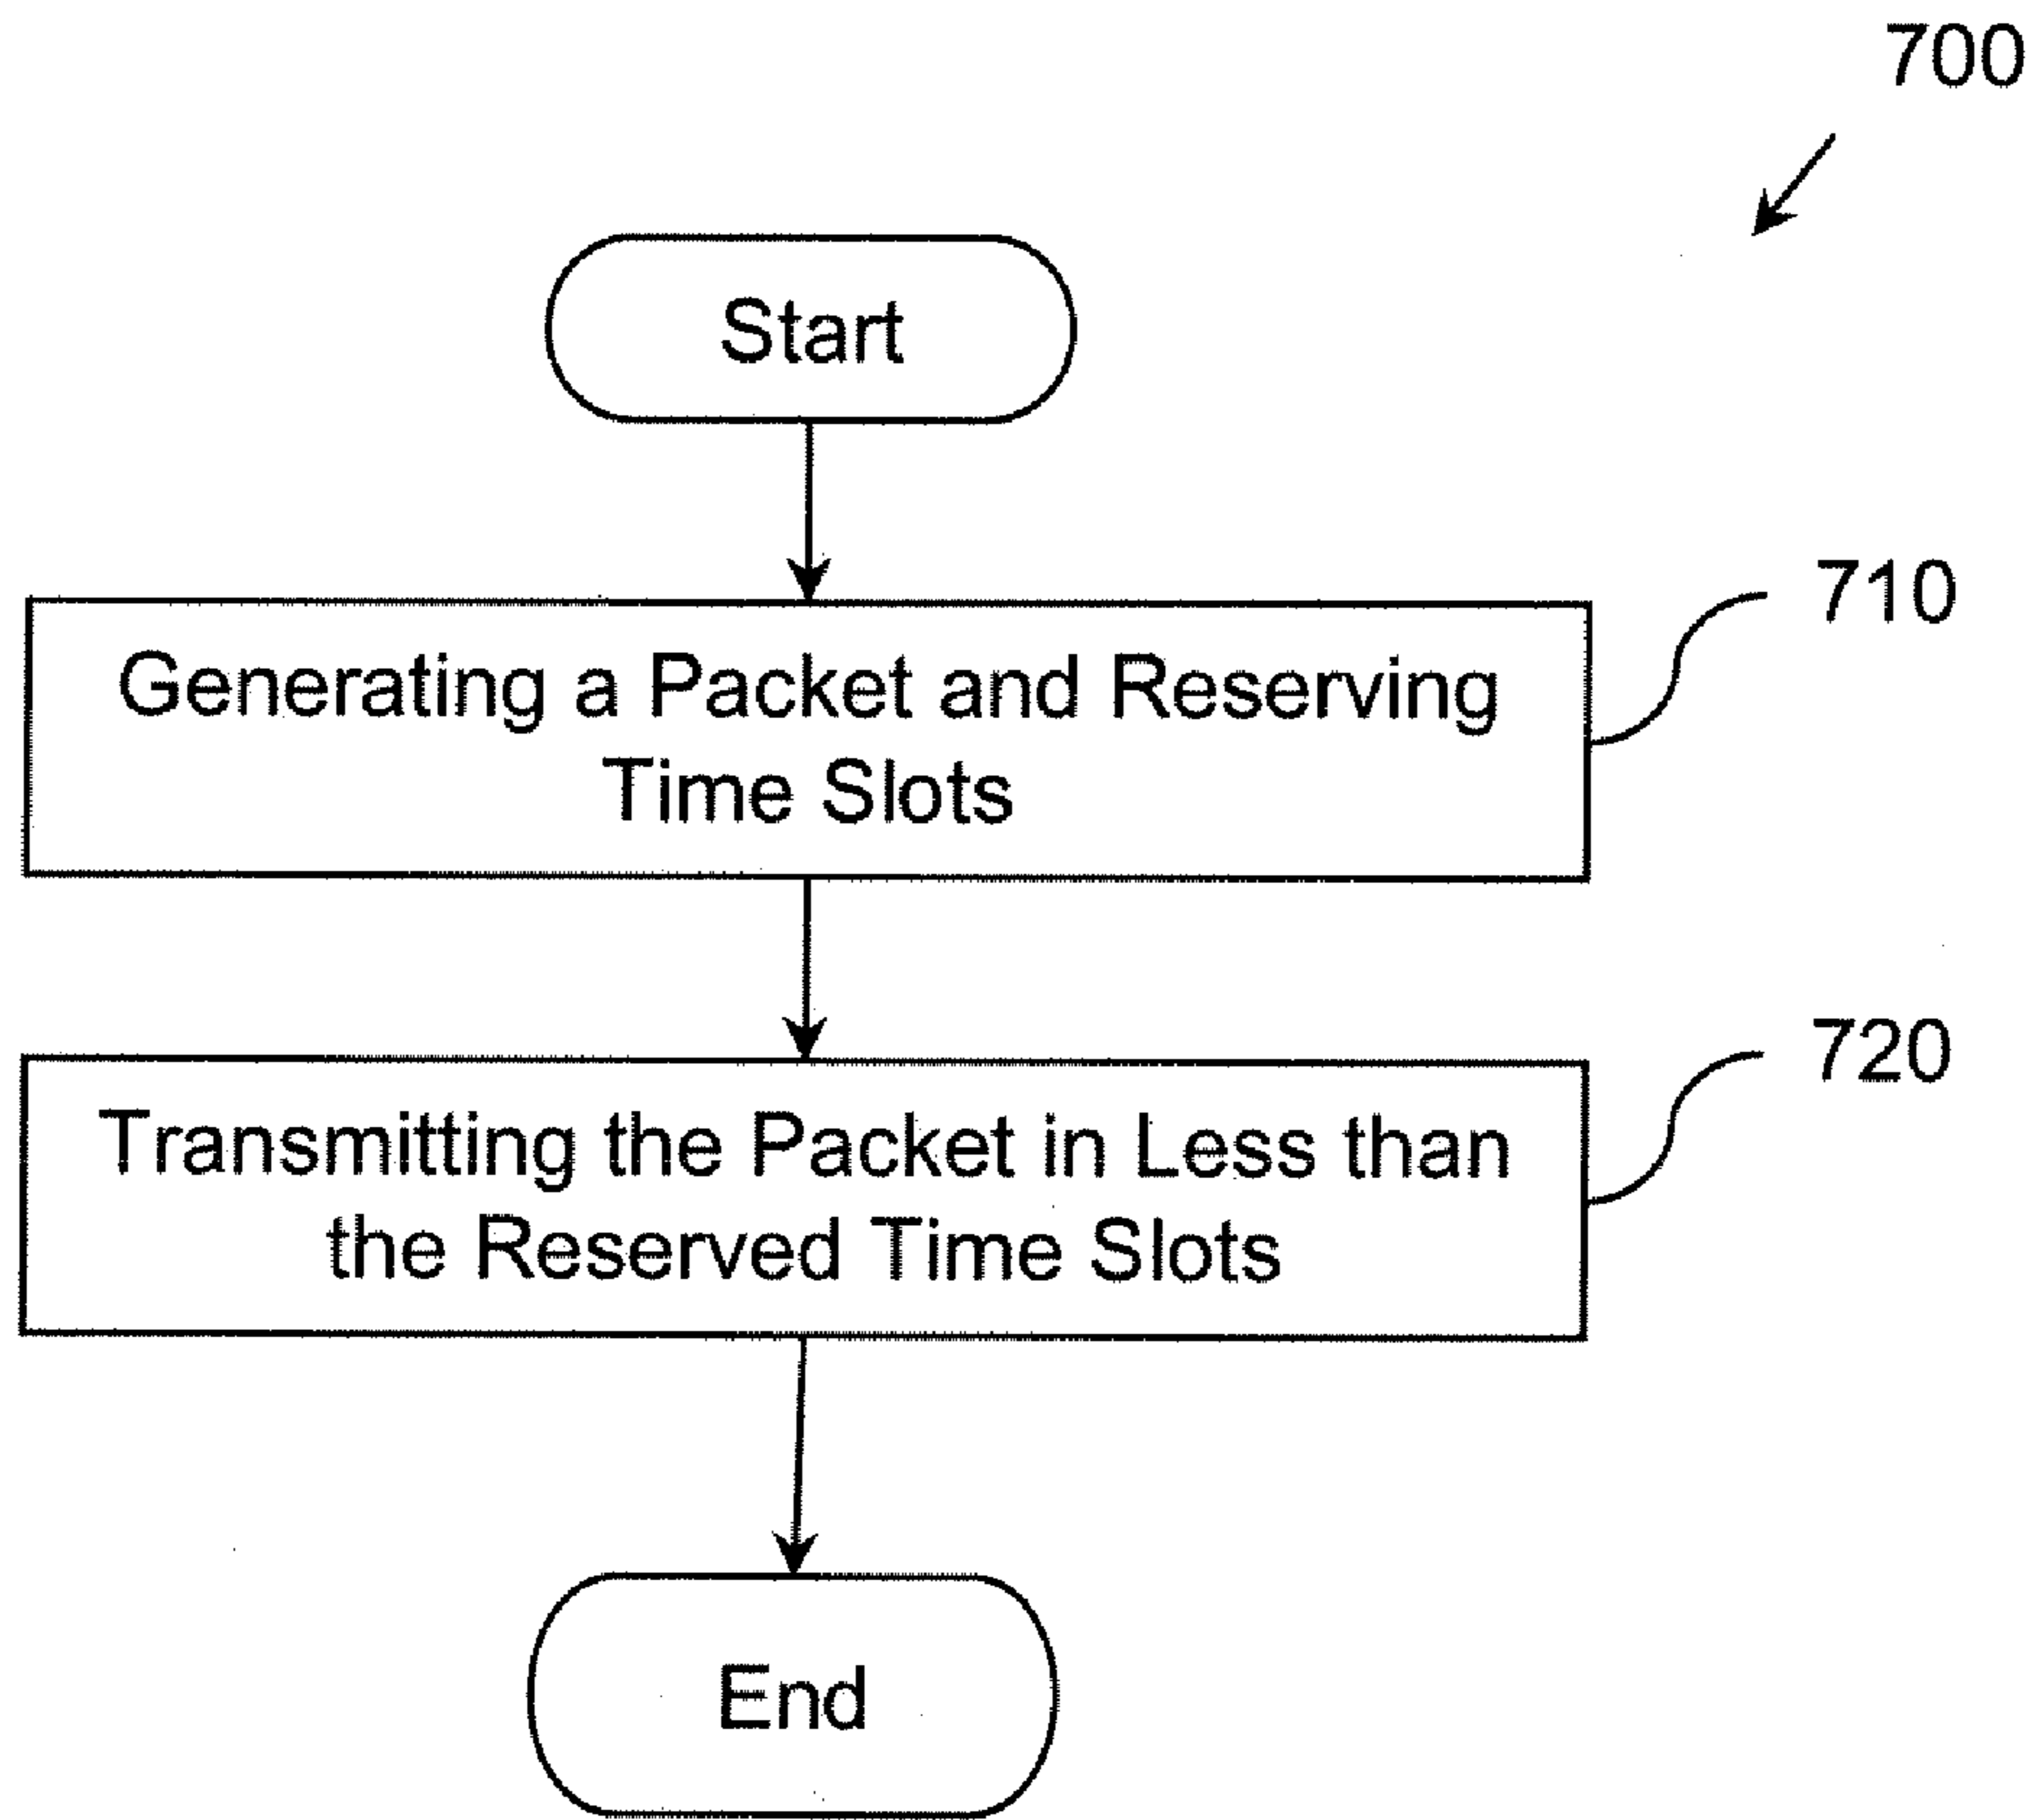 700
Start
710
Generating a Packet and Reserving
Time Slots
720
Transmitting the Packet in Less than
the Reserved Time Slots
End